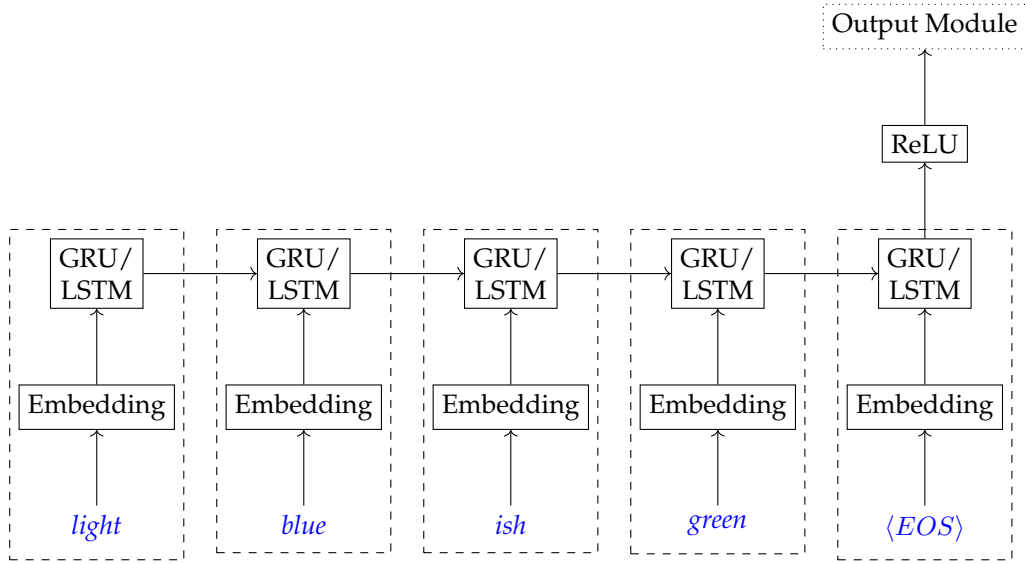 Output Module
ReLU
GRU/
LSTM
GRU/
LSTM
GRU/
LSTM
GRU/
LSTM
GRU/
LSTM
Embedding
Embedding
Embedding
Embedding
Embedding
light
blue
ish
green
⟨EOS⟩